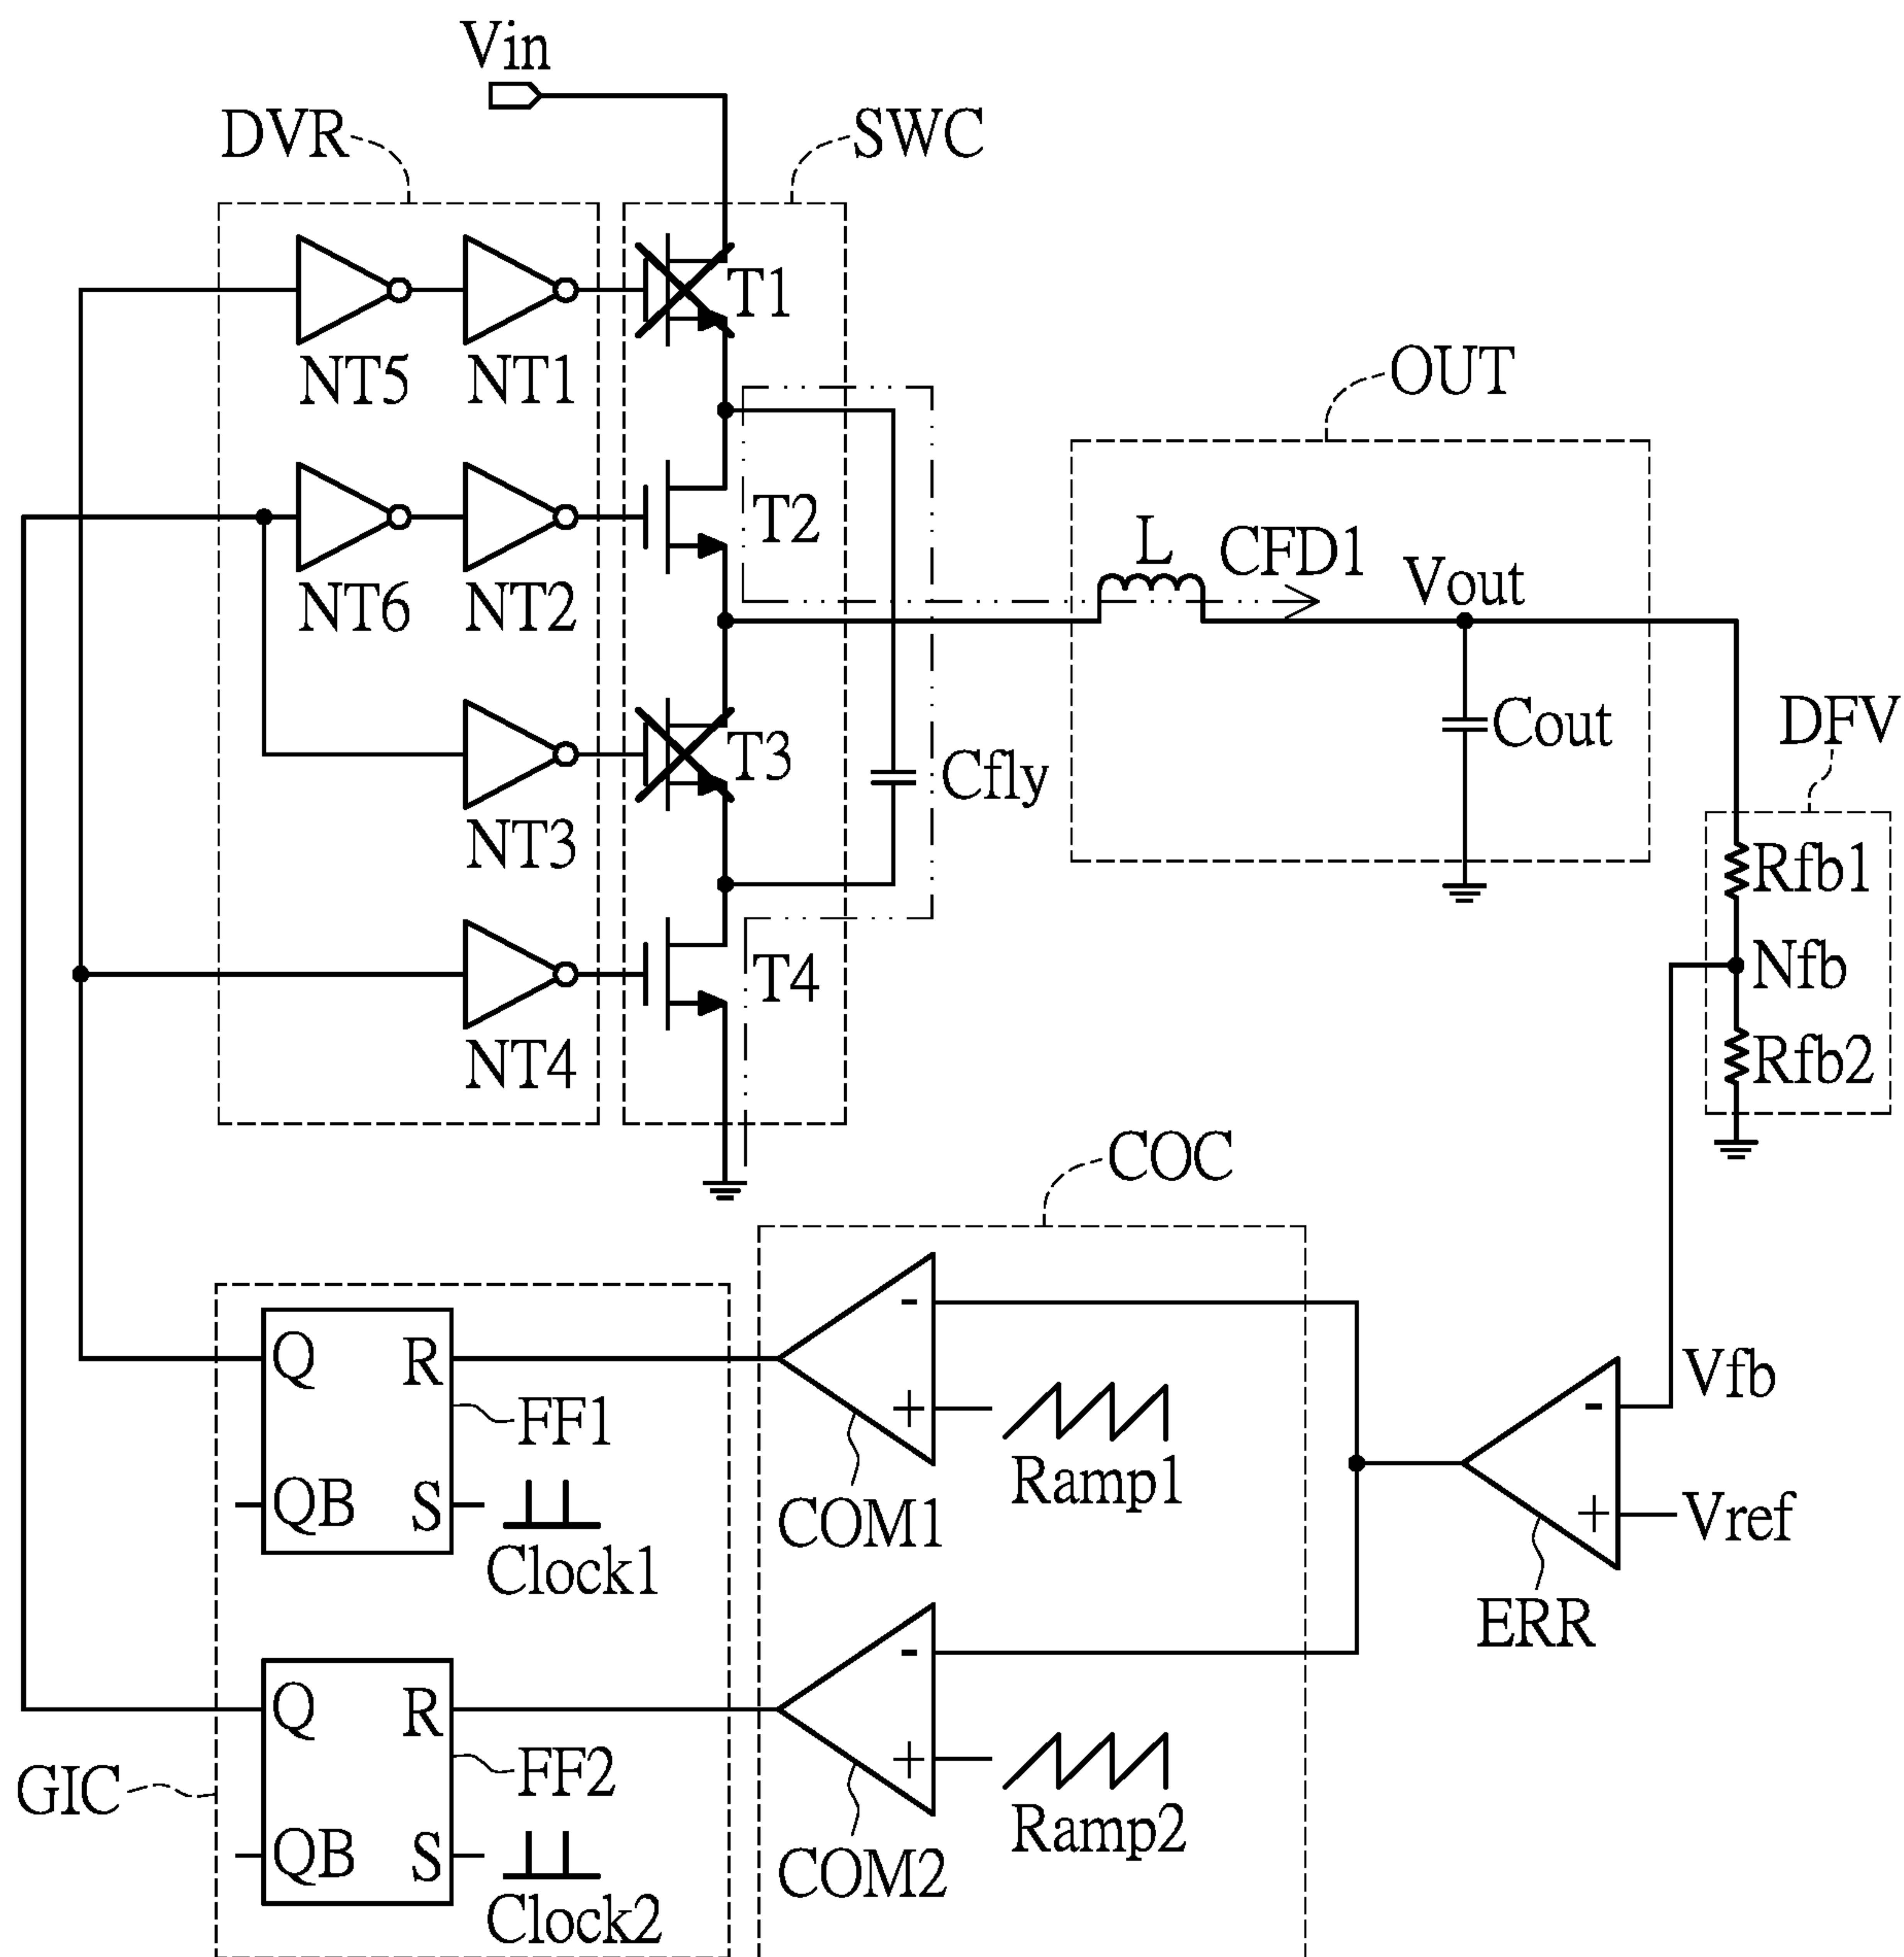 Vin
DVR
SWC
T1
NT5
NT1
OUT
T2
L
CFD1
Vout
NT6
NT2
T3
Cfly
Cout
DFV
NT3
Rfb1
T4
Nfb
NT4
Rfb2
COC
Q
R
-
Vfb
FF1
+
-
QB
S
Ramp1
Clock1
COM1
+
Vref
ERR
-
Q
R
GIC
FF2
+
QB
S
Ramp2
Clock2
COM2